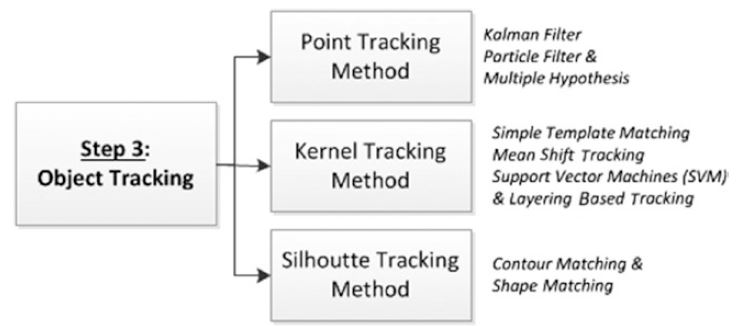 Step 3:
Object Tracking
Point Tracking
Method
Kalman Filter
Particle Filter &
Multiple Hypothesis
Kernel Tracking
Method
Simple Template Matching
Mean Shift Tracking
Support Vector Machines (SVM)
& Layering Based Tracking
Silhoutte Tracking
Method
Contour Matching &
Shape Matching